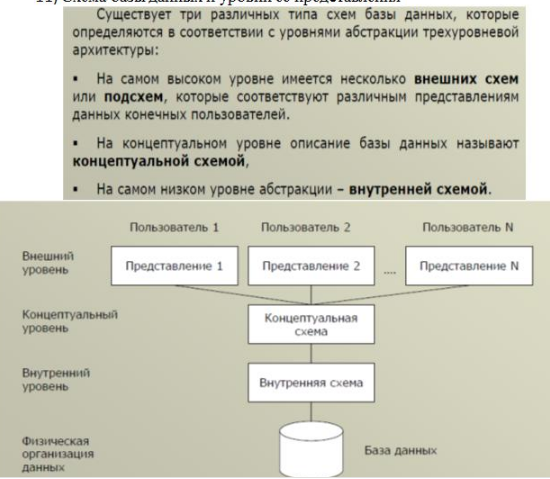 11) Схема базы данных и уровни её представления
Существует три различных типа схем базы данных, которые
определяются в соответствии с уровнями абстракции трехуровневой
архитектуры:
▪ На самом высоком уровне имеется несколько внешних схем
или подсхем, которые соответствуют различным представлениям
данных конечных пользователей.
▪ На концептуальном уровне описание базы данных называют
концептуальной схемой,
▪ На самом низком уровне абстракции – внутренней схемой.
Пользователь 1 Пользователь 2 Пользователь N
Внешний
уровень
Представление 1 Представление 2 .... Представление N
Концептуальный
уровень
Концептуальная
схема
Внутренний
уровень
Внутренняя схема
Физическая
организация
данных
База данных